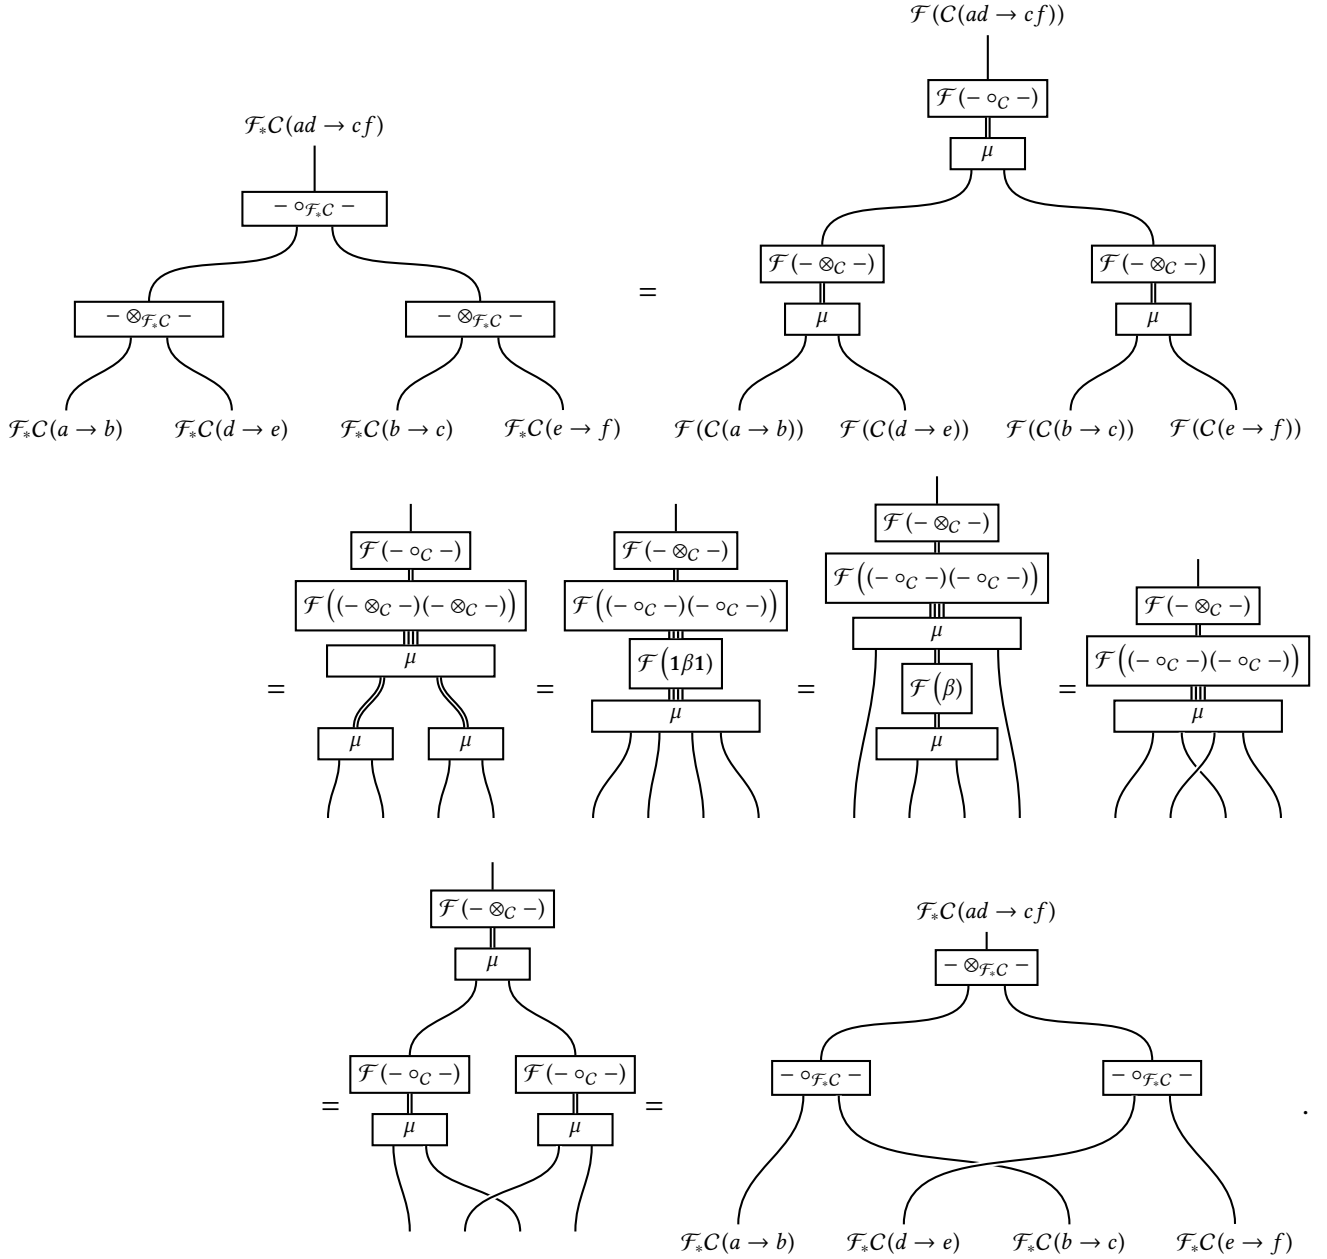 ℱ(𝒞(ad → cf))
ℱ(− ∘_𝒞 −)
μ
ℱ_*𝒞(ad → cf)
− ∘_{ℱ_*𝒞} −
ℱ(− ⊗_𝒞 −) ℱ(− ⊗_𝒞 −)
− ⊗_{ℱ_*𝒞} − − ⊗_{ℱ_*𝒞} − = μ μ
ℱ_*𝒞(a → b) ℱ_*𝒞(d → e) ℱ_*𝒞(b → c) ℱ_*𝒞(e → f) ℱ(𝒞(a → b)) ℱ(𝒞(d → e)) ℱ(𝒞(b → c)) ℱ(𝒞(e → f))
ℱ(− ∘_𝒞 −) ℱ(− ⊗_𝒞 −) ℱ(− ⊗_𝒞 −)
ℱ((− ⊗_𝒞 −)(− ⊗_𝒞 −)) ℱ((− ∘_𝒞 −)(− ∘_𝒞 −)) ℱ((− ∘_𝒞 −)(− ∘_𝒞 −)) ℱ(− ⊗_𝒞 −)
μ ℱ(1β1) μ ℱ((− ∘_𝒞 −)(− ∘_𝒞 −))
= = μ = ℱ(β) = μ
μ μ μ
ℱ(− ⊗_𝒞 −)
μ
ℱ_*𝒞(ad → cf)
− ⊗_{ℱ_*𝒞} −
ℱ(− ∘_𝒞 −) ℱ(− ∘_𝒞 −) − ∘_{ℱ_*𝒞} − − ∘_{ℱ_*𝒞} −
= μ μ = .
ℱ_*𝒞(a → b) ℱ_*𝒞(d → e) ℱ_*𝒞(b → c) ℱ_*𝒞(e → f)